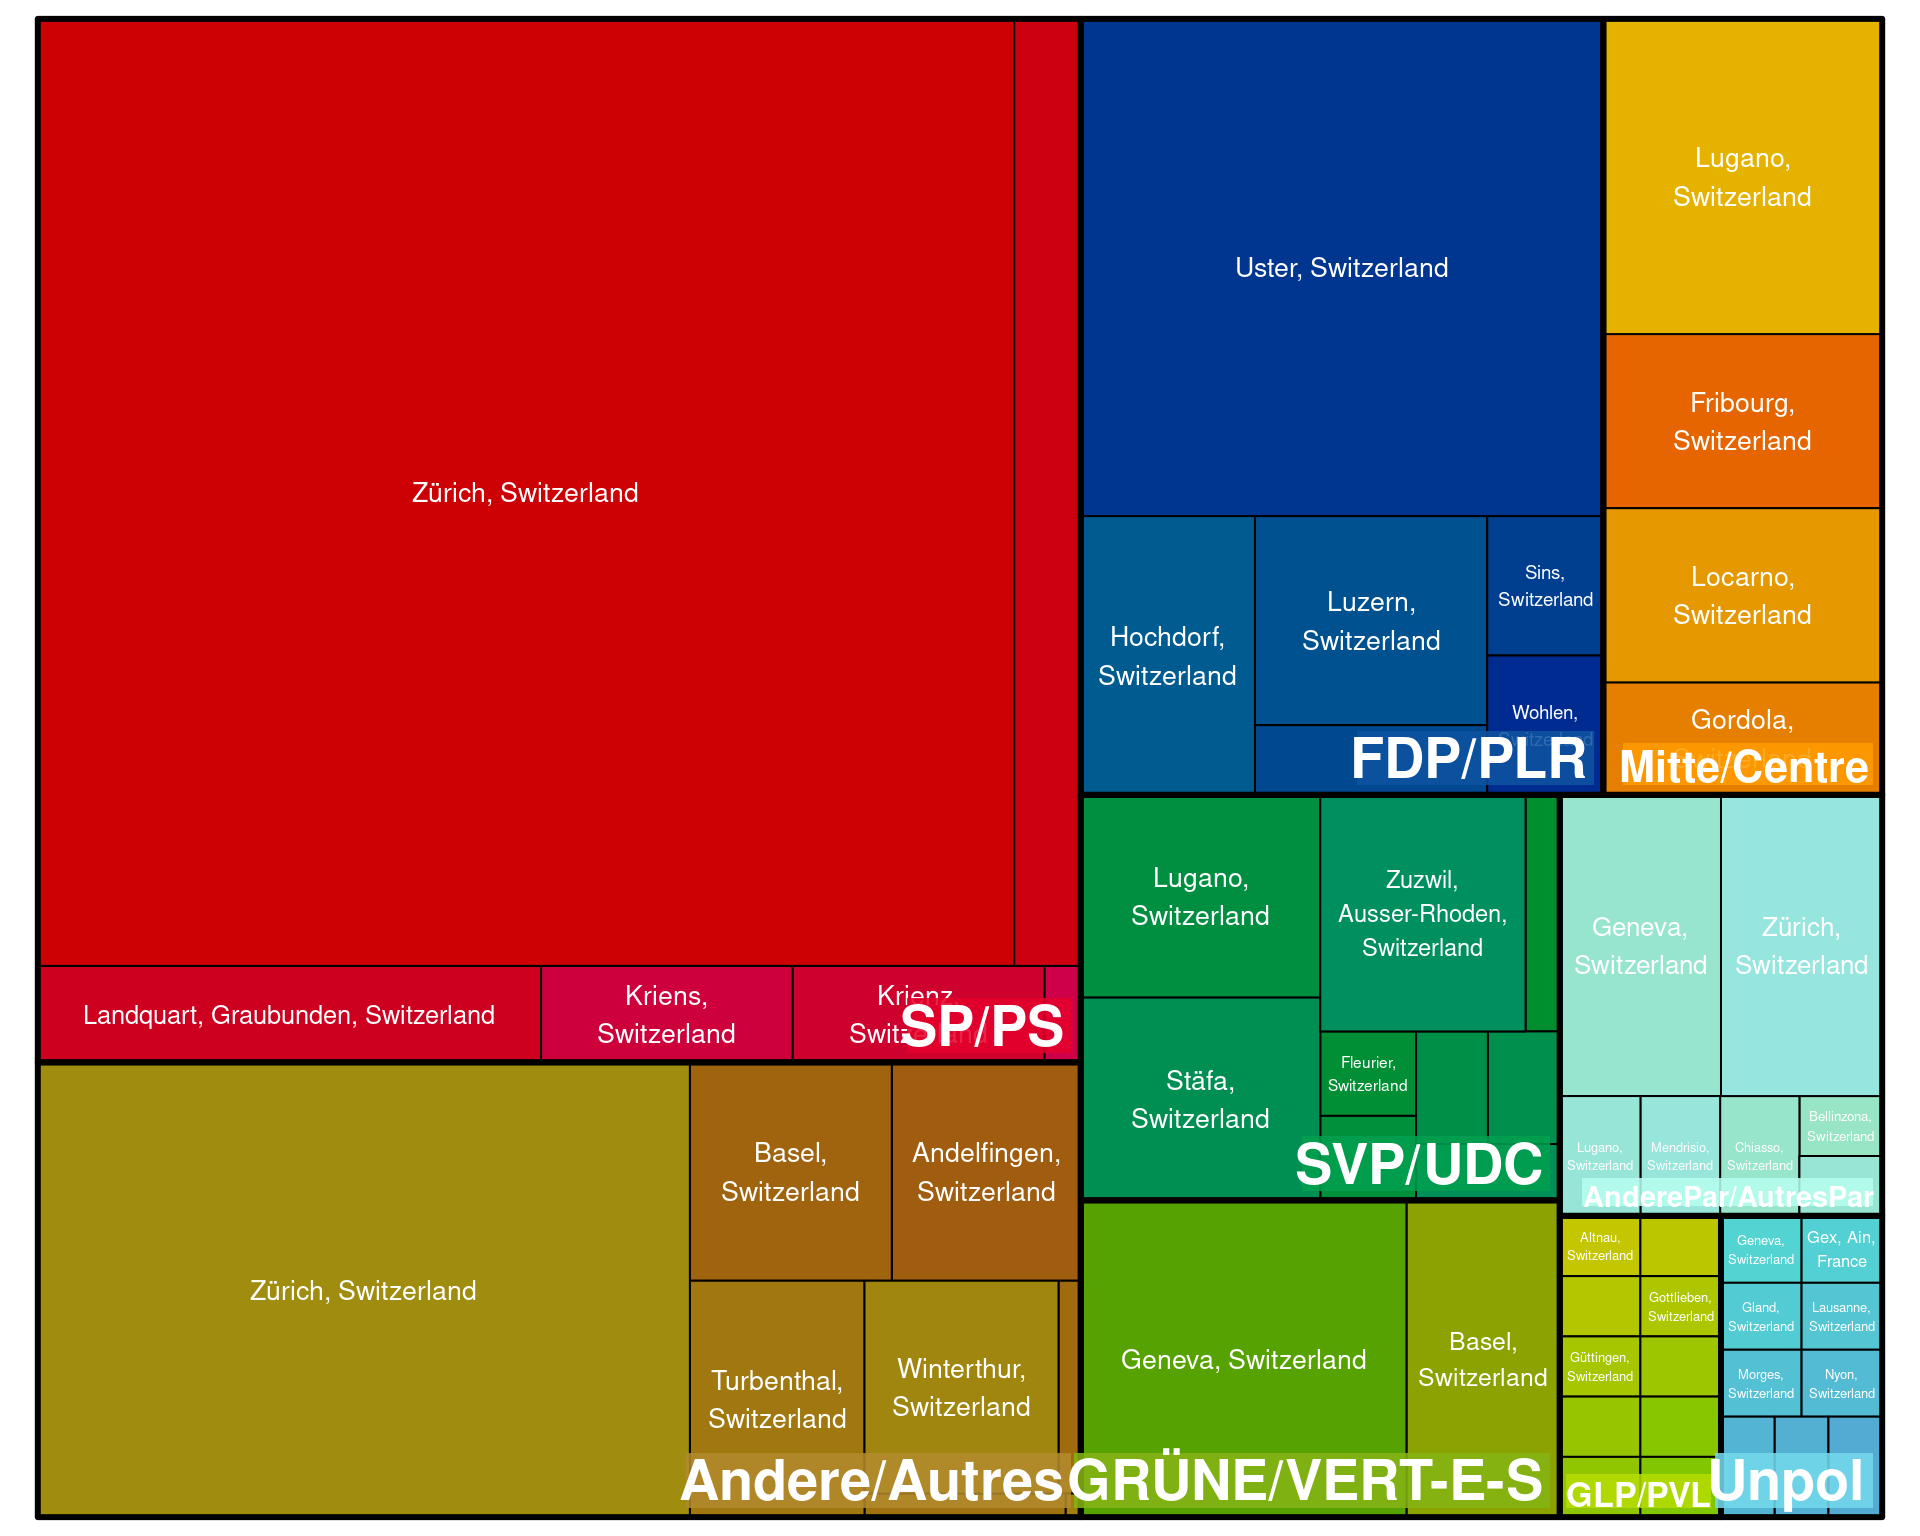 Zürich, Switzerland
Landquart, Graubunden, Switzerland
Kriens,
Switzerland
Krienz,
Switzerland
SP/PS
Uster, Switzerland
Hochdorf,
Switzerland
Luzern,
Switzerland
Sins,
Switzerland
Wohlen,
Switzerland
FDP/PLR
Lugano,
Switzerland
Fribourg,
Switzerland
Locarno,
Switzerland
Gordola,
Switzerland
Mitte/Centre
Zürich, Switzerland
Basel,
Switzerland
Andelfingen,
Switzerland
Turbenthal,
Switzerland
Winterthur,
Switzerland
Andere/Autres
Lugano,
Switzerland
Zuzwil,
Ausser-Rhoden,
Switzerland
Stäfa,
Switzerland
Fleurier,
Switzerland
SVP/UDC
Geneva, Switzerland
Basel,
Switzerland
GRÜNE/VERT-E-S
Geneva,
Switzerland
Zürich,
Switzerland
Lugano,
Switzerland
Mendrisio,
Switzerland
Chiasso,
Switzerland
Bellinzona,
Switzerland
AnderePar/AutresPar
Altnau,
Switzerland
Gottlieben,
Switzerland
Güttingen,
Switzerland
GLP/PVL
Geneva,
Switzerland
Gex, Ain,
France
Gland,
Switzerland
Lausanne,
Switzerland
Morges,
Switzerland
Nyon,
Switzerland
Unpol